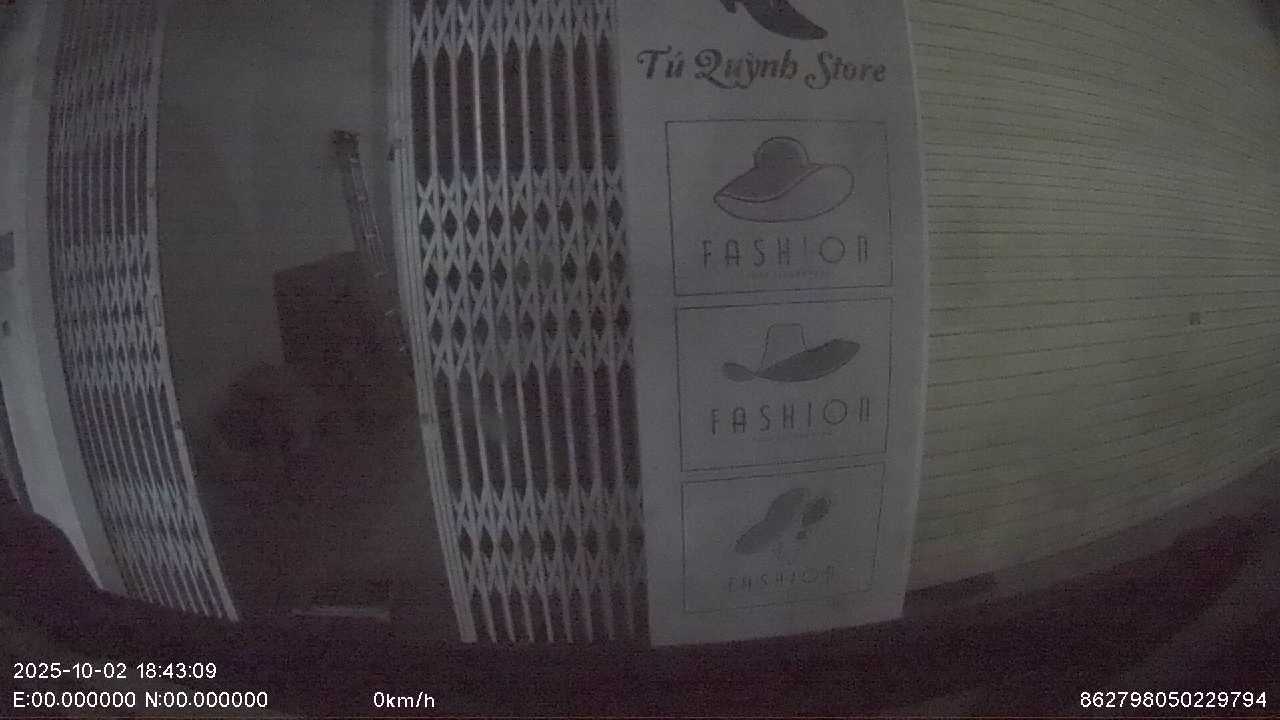 Tú Quỳnh Store
FASHION
FASHION
FASHION
2025-10-02 18:43:09
E:00.000000 N:00.000000 0km/h
862798050229794